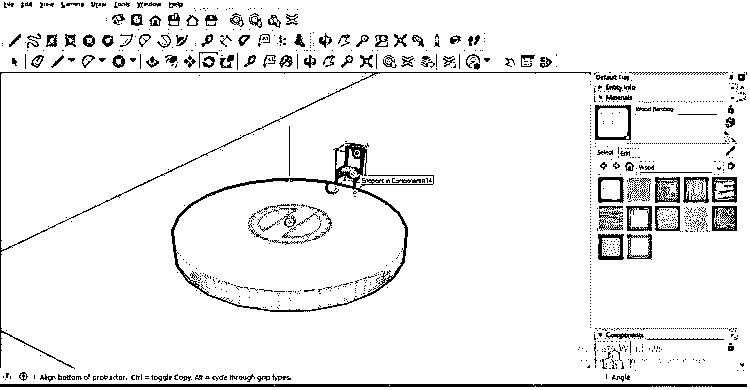 File Edit View Camera Draw Tools Window Help
Default Tray
Entity Info
Materials
Wood Bamboo
Select Edit
Wood
Endpoint in Component#14
Components
Align bottom of protractor. Ctrl = toggle Copy. Alt = cycle through grip types.
Angle